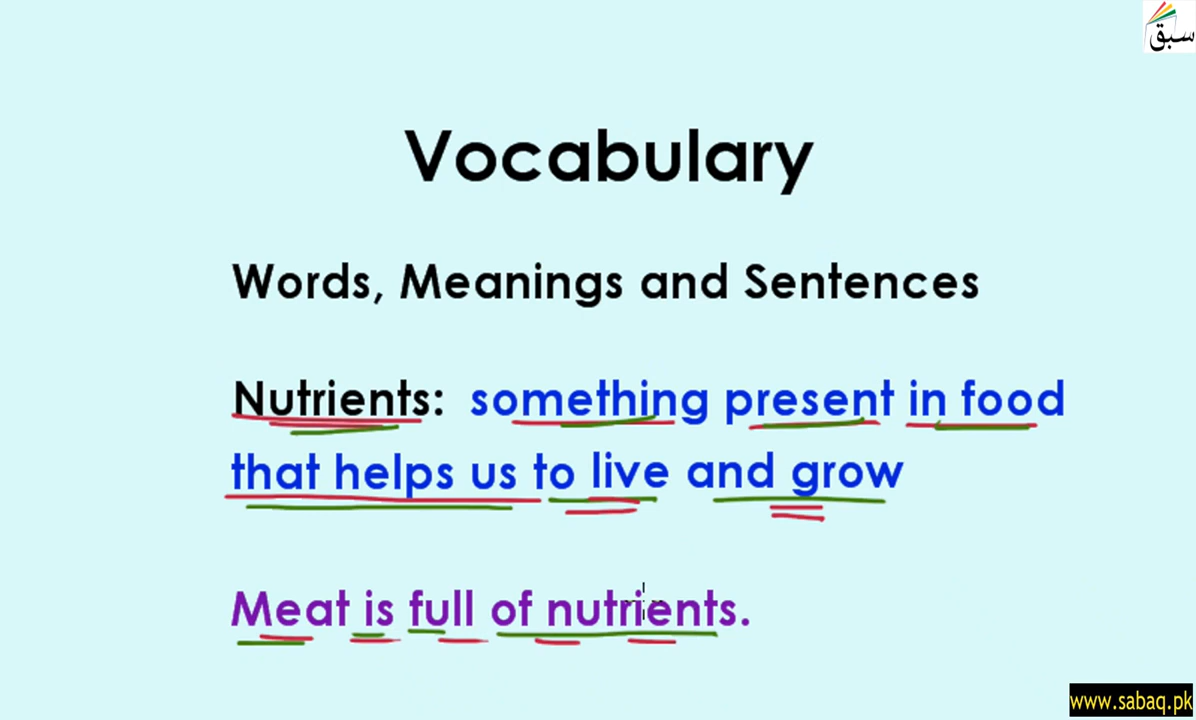 سبق
Vocabulary
Words, Meanings and Sentences
Nutrients: something present in food
that helps us to live and grow
Meat is full of nutrients.
www.sabaq.pk